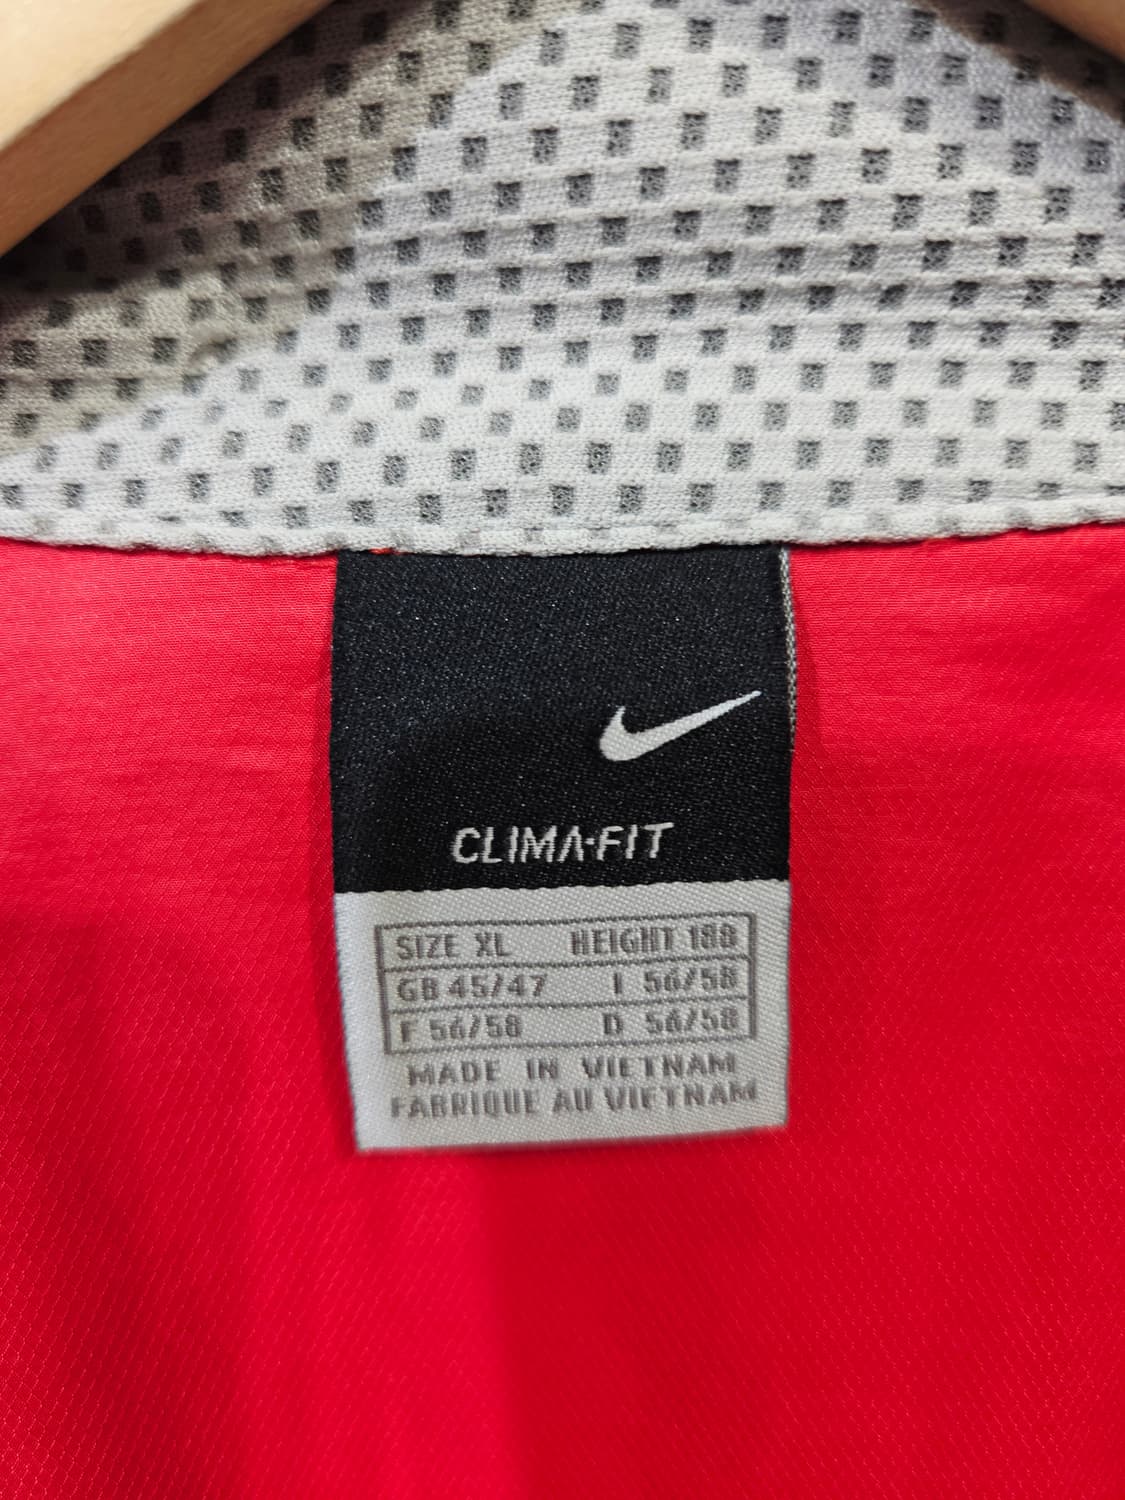 CLIMA-FIT
SIZE XL HEIGHT 188
GB 45/47 I 56/58
F 56/58 D 56/58
MADE IN VIETNAM
FABRIQUE AU VIETNAM